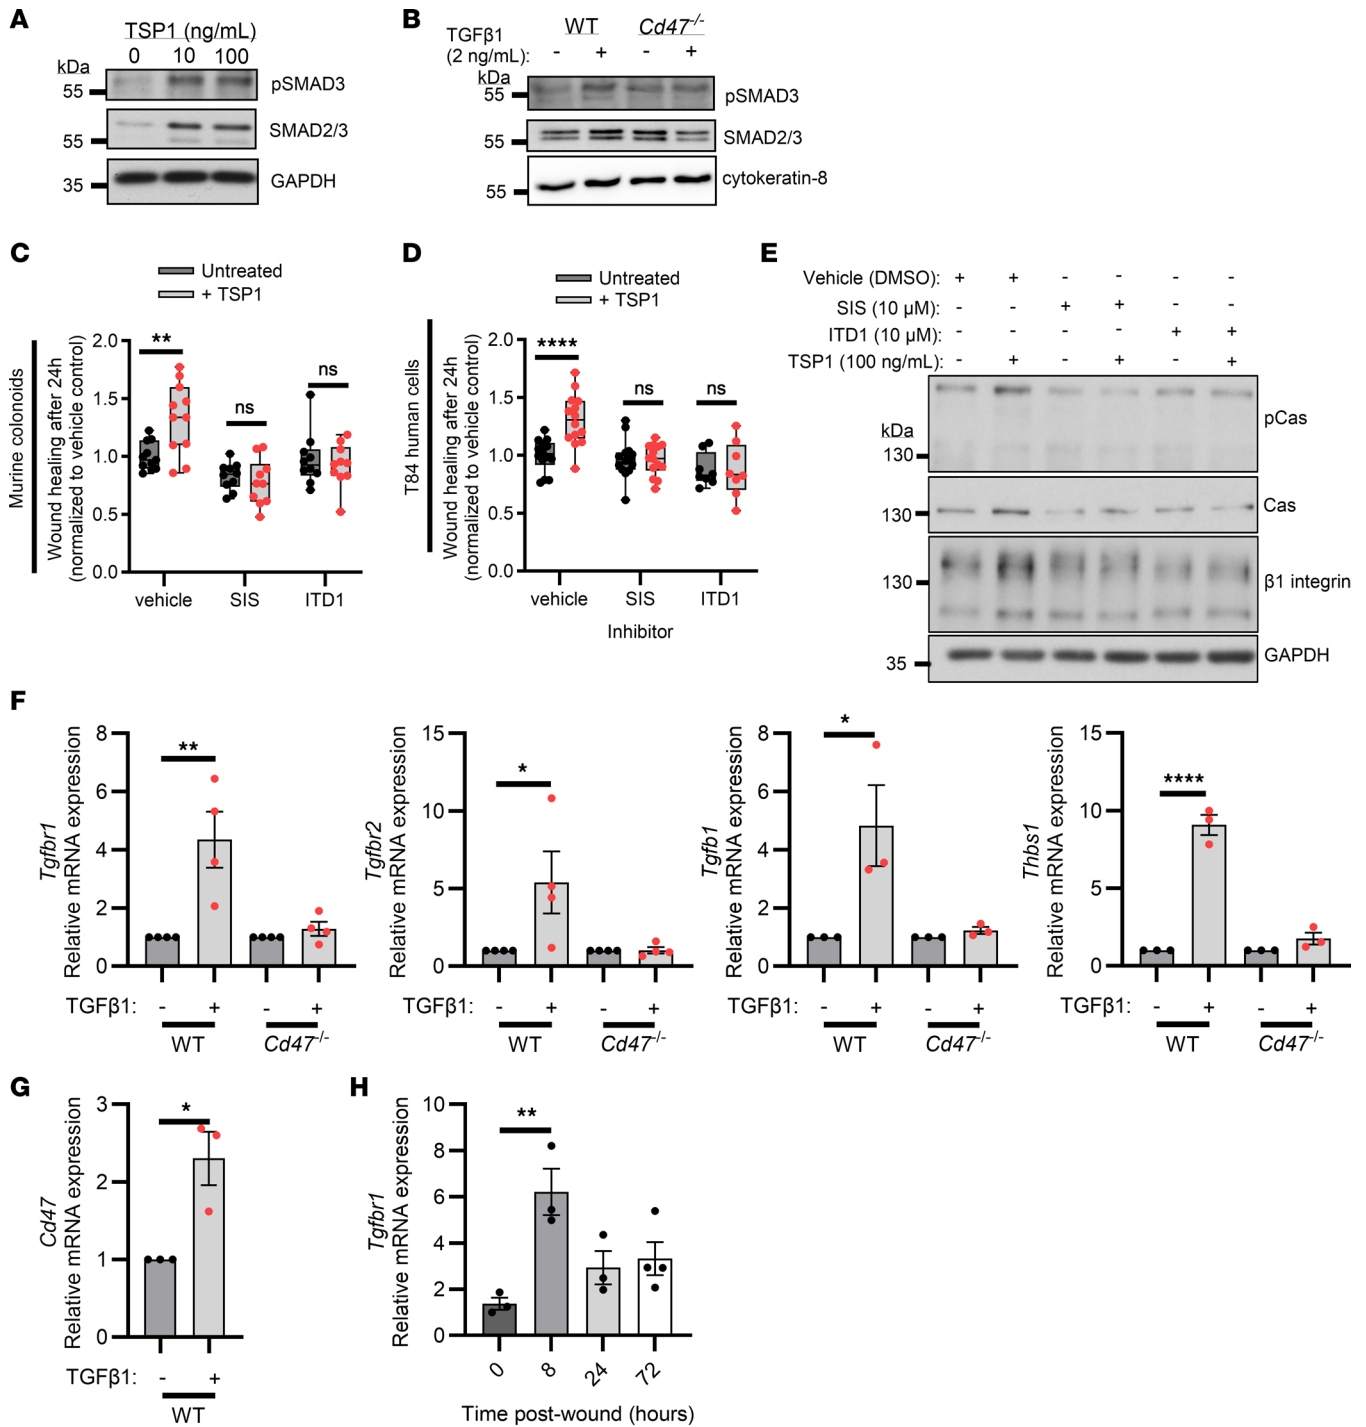 A
TSP1 (ng/mL)
0 10 100
kDa
55
pSMAD3
55
SMAD2/3
35
GAPDH
B
TGFβ1
(2 ng/mL):
WT Cd47-/-
- + - +
kDa
55
pSMAD3
55
SMAD2/3
55
cytokeratin-8
C
Untreated
+ TSP1
Murine colonoids
Wound healing after 24h
(normalized to vehicle control)
2.0
1.5
1.0
0.5
0.0
**
ns
ns
vehicle SIS ITD1
D
Untreated
+ TSP1
T84 human cells
Wound healing after 24h
(normalized to vehicle control)
2.0
1.5
1.0
0.5
0.0
****
ns
ns
vehicle SIS ITD1
Inhibitor
E
Vehicle (DMSO): + + - - - -
SIS (10 µM): - - + + - -
ITD1 (10 µM): - - - - + +
TSP1 (100 ng/mL): - + - + - +
kDa
130
pCas
130
Cas
130
β1 integrin
35
GAPDH
F
Tgfbr1
Relative mRNA expression
8
6
4
2
0
**
TGFβ1: - + - +
WT Cd47-/-
Tgfbr2
Relative mRNA expression
15
10
5
0
*
TGFβ1: - + - +
WT Cd47-/-
Tgfb1
Relative mRNA expression
8
6
4
2
0
*
TGFβ1: - + - +
WT Cd47-/-
Thbs1
Relative mRNA expression
15
10
5
0
****
TGFβ1: - + - +
WT Cd47-/-
G
Cd47
Relative mRNA expression
3
2
1
0
*
TGFβ1: - +
WT
H
Tgfbr1
Relative mRNA expression
10
8
6
4
2
0
**
0 8 24 72
Time post-wound (hours)